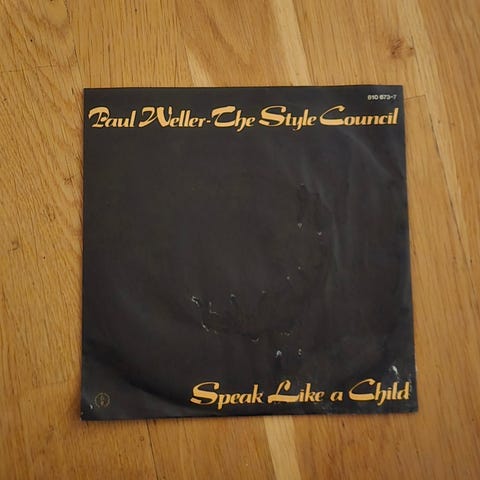 810 673-7
Paul Weller-The Style Council
Speak Like a Child